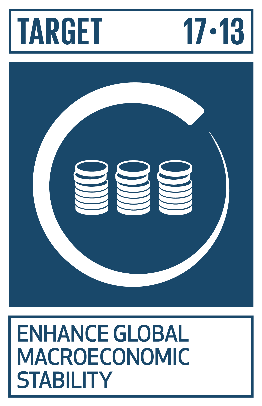 TARGET 17·13
ENHANCE GLOBAL
MACROECONOMIC
STABILITY